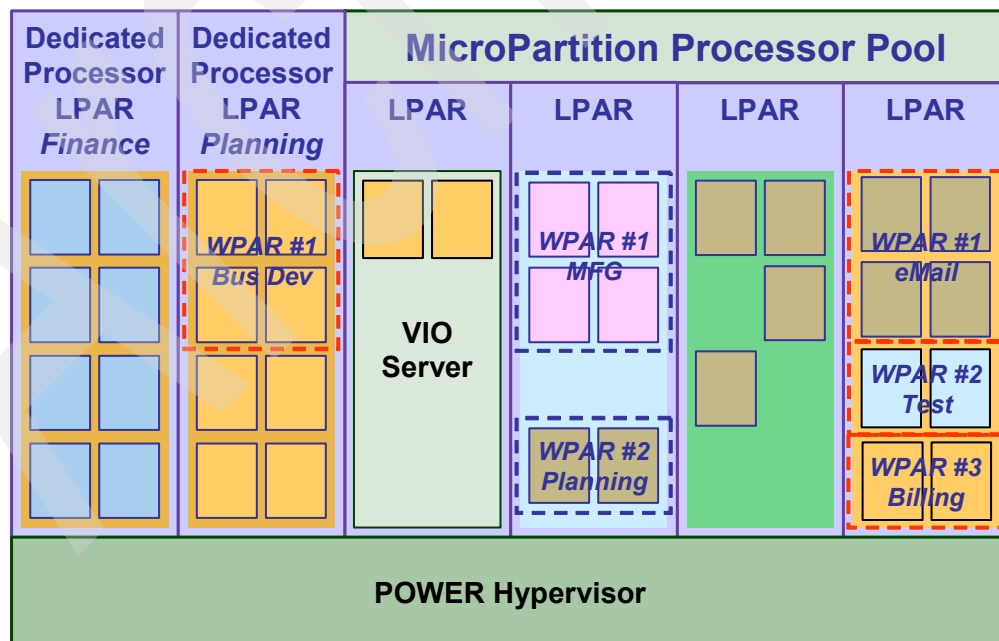 Dedicated
Processor
LPAR
Finance
Dedicated
Processor
LPAR
Planning
WPAR #1
Bus Dev
MicroPartition Processor Pool
LPAR
VIO
Server
LPAR
WPAR #1
MFG
WPAR #2
Planning
LPAR
LPAR
WPAR #1
eMail
WPAR #2
Test
WPAR #3
Billing
POWER Hypervisor